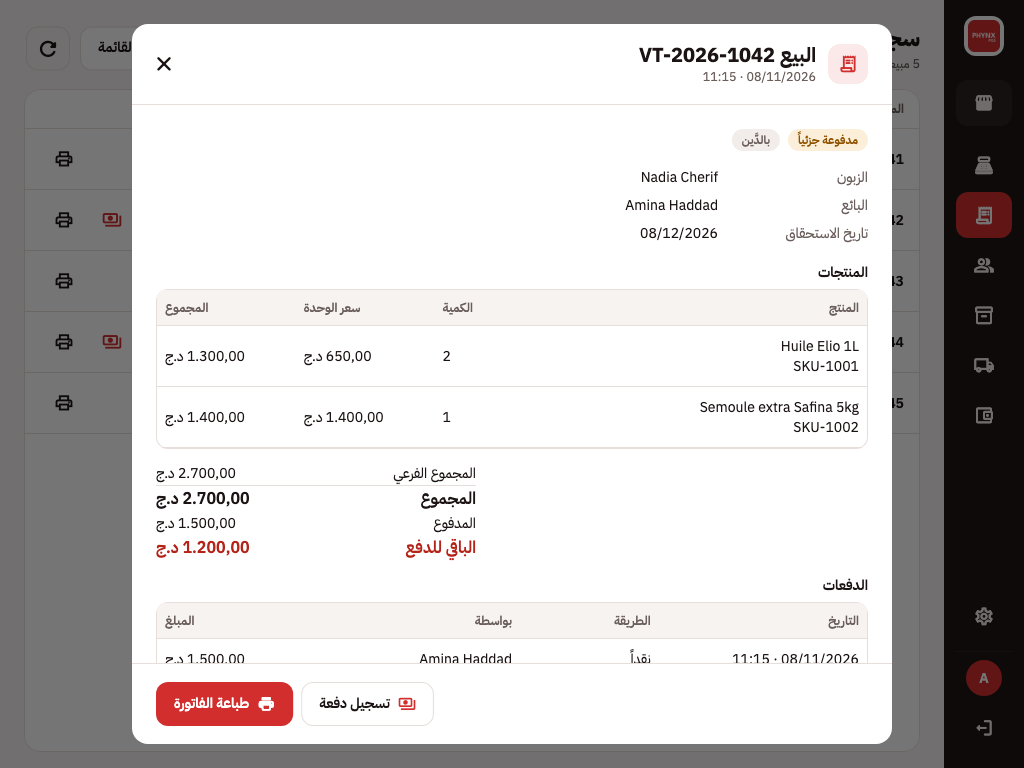 PHYNX
5 مبيع
القائمة
البيع VT-2026-1042
08/11/2026 · 11:15
مدفوعة جزئياً
بالدَّين
الزبون Nadia Cherif
البائع Amina Haddad
تاريخ الاستحقاق 08/12/2026
المنتجات
المنتج الكمية سعر الوحدة المجموع
Huile Elio 1L 2 650,00 د.ج 1.300,00 د.ج
SKU-1001
Semoule extra Safina 5kg 1 1.400,00 د.ج 1.400,00 د.ج
SKU-1002
المجموع الفرعي 2.700,00 د.ج
المجموع 2.700,00 د.ج
المدفوع 1.500,00 د.ج
الباقي للدفع 1.200,00 د.ج
الدفعات
التاريخ الطريقة بواسطة المبلغ
08/11/2026 · 11:15 نقداً Amina Haddad 1.500,00 د.ج
تسجيل دفعة
طباعة الفاتورة
A